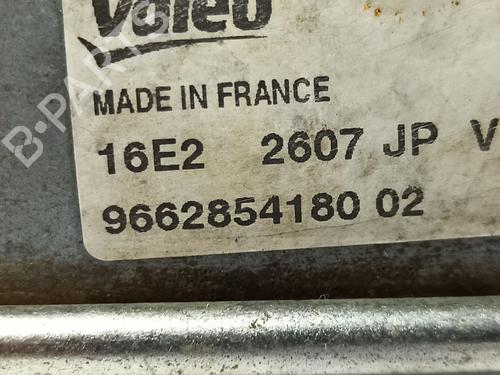 Valeo
MADE IN FRANCE
16E2 2607 JP V
9662854180 02
B-PARTS